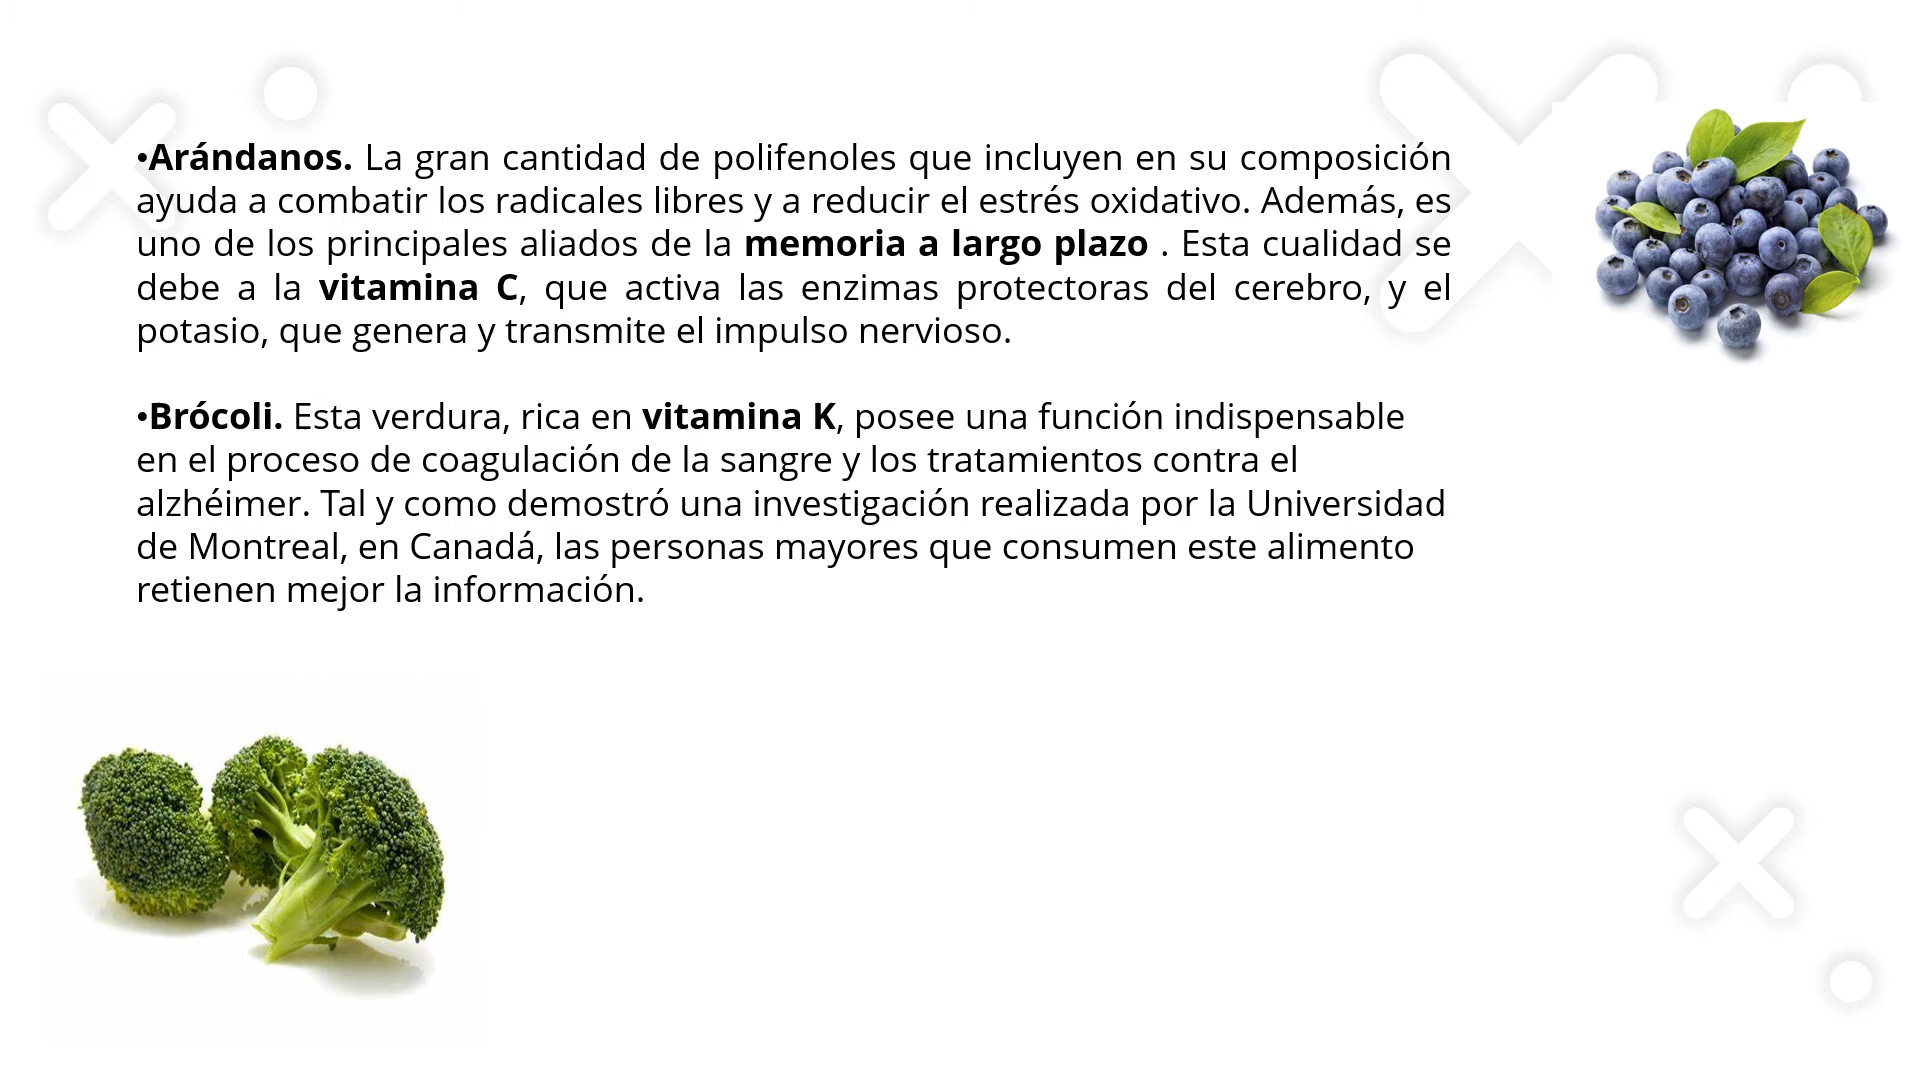 •Arándanos. La gran cantidad de polifenoles que incluyen en su composición
ayuda a combatir los radicales libres y a reducir el estrés oxidativo. Además, es
uno de los principales aliados de la memoria a largo plazo . Esta cualidad se
debe a la vitamina C, que activa las enzimas protectoras del cerebro, y el
potasio, que genera y transmite el impulso nervioso.
•Brócoli. Esta verdura, rica en vitamina K, posee una función indispensable
en el proceso de coagulación de la sangre y los tratamientos contra el
alzhéimer. Tal y como demostró una investigación realizada por la Universidad
de Montreal, en Canadá, las personas mayores que consumen este alimento
retienen mejor la información.